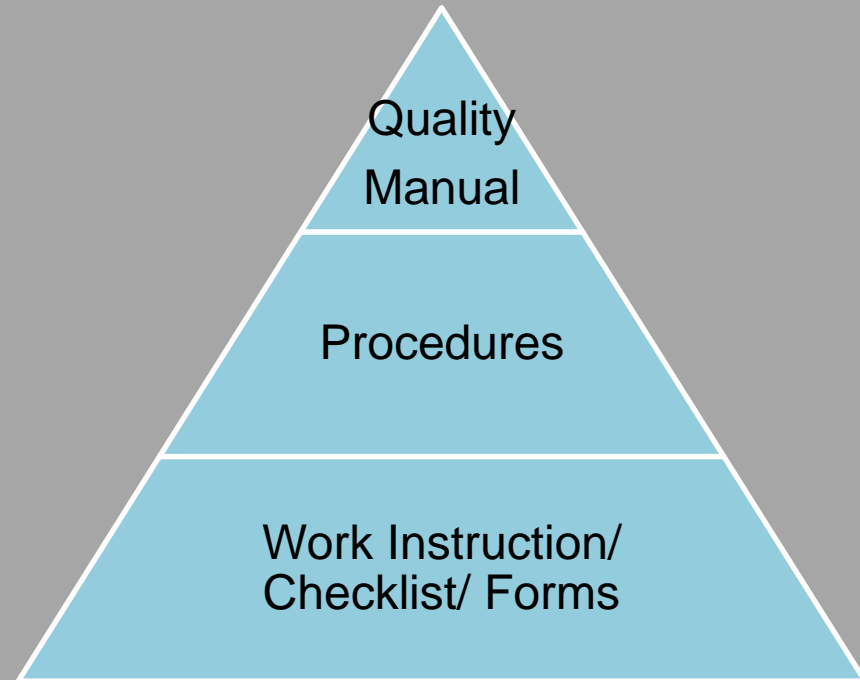 Quality
Manual
Procedures
Work Instruction/
Checklist/ Forms